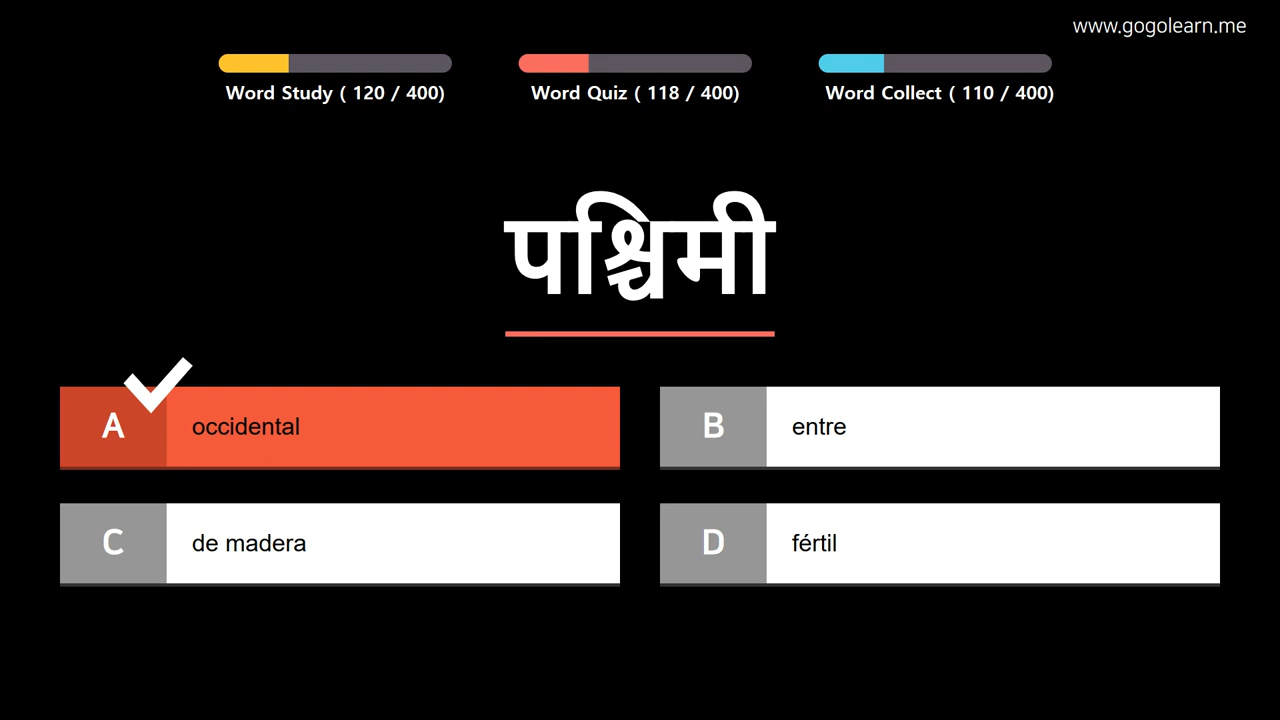 www.gogolearn.me
Word Study ( 120 / 400)
Word Quiz ( 118 / 400)
Word Collect ( 110 / 400)
पश्चिमी
A occidental
B entre
C de madera
D fértil